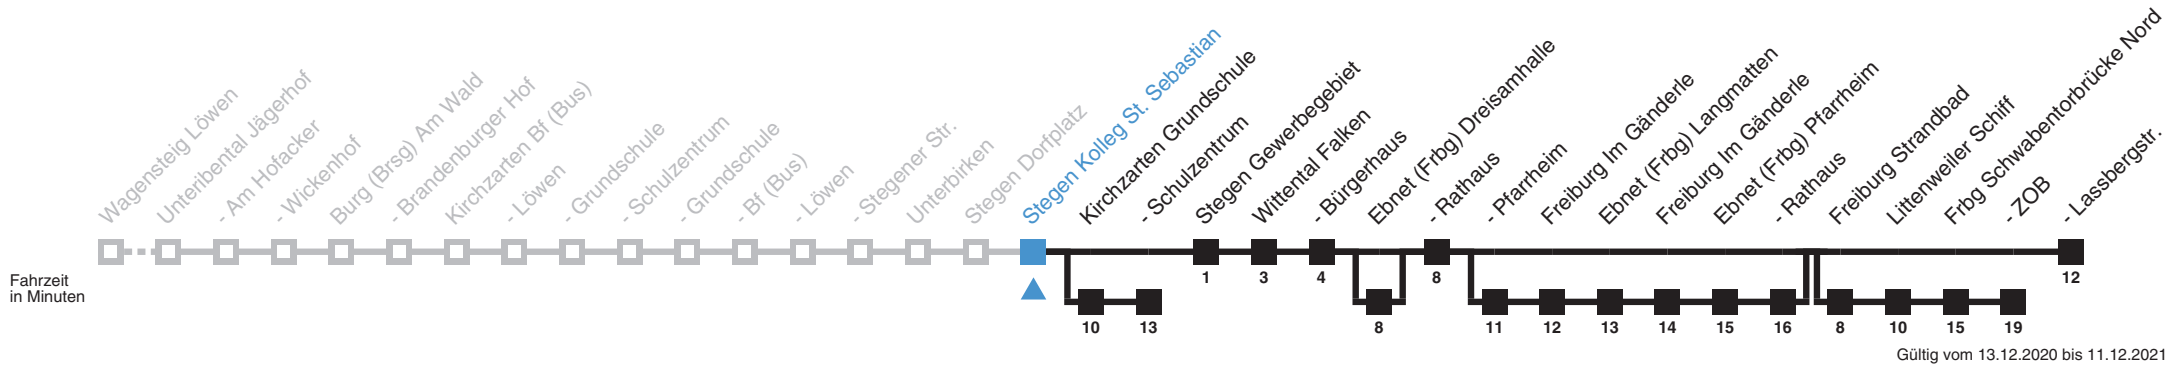 Wagensteig Löwen
Unteribental Jägerhof
- Am Hofacker
- Wickenhof
Burg (Brsg) Am Wald
- Brandenburger Hof
Kirchzarten Bf (Bus)
- Löwen
- Grundschule
- Schulzentrum
- Grundschule
- Bf (Bus)
- Löwen
- Stegener Str.
Unterbirken
Stegen Dorfplatz
Stegen Kolleg St. Sebastian
Kirchzarten Grundschule
- Schulzentrum
Stegen Gewerbegebiet
Wittental Falken
- Bürgerhaus
Ebnet (Frbg) Dreisamhalle
- Rathaus
- Pfarrheim
Freiburg Im Gänderle
Ebnet (Frbg) Langmatten
Freiburg Im Gänderle
Ebnet (Frbg) Pfarrheim
- Rathaus
Freiburg Strandbad
Littenweiler Schiff
Frbg Schwabentorbrücke Nord
- ZOB
- Lassbergstr.
Fahrzeit
in Minuten
1 3 4 8 12
10 13 8 11 12 13 14 15 16 8 10 15 19
Gültig vom 13.12.2020 bis 11.12.2021